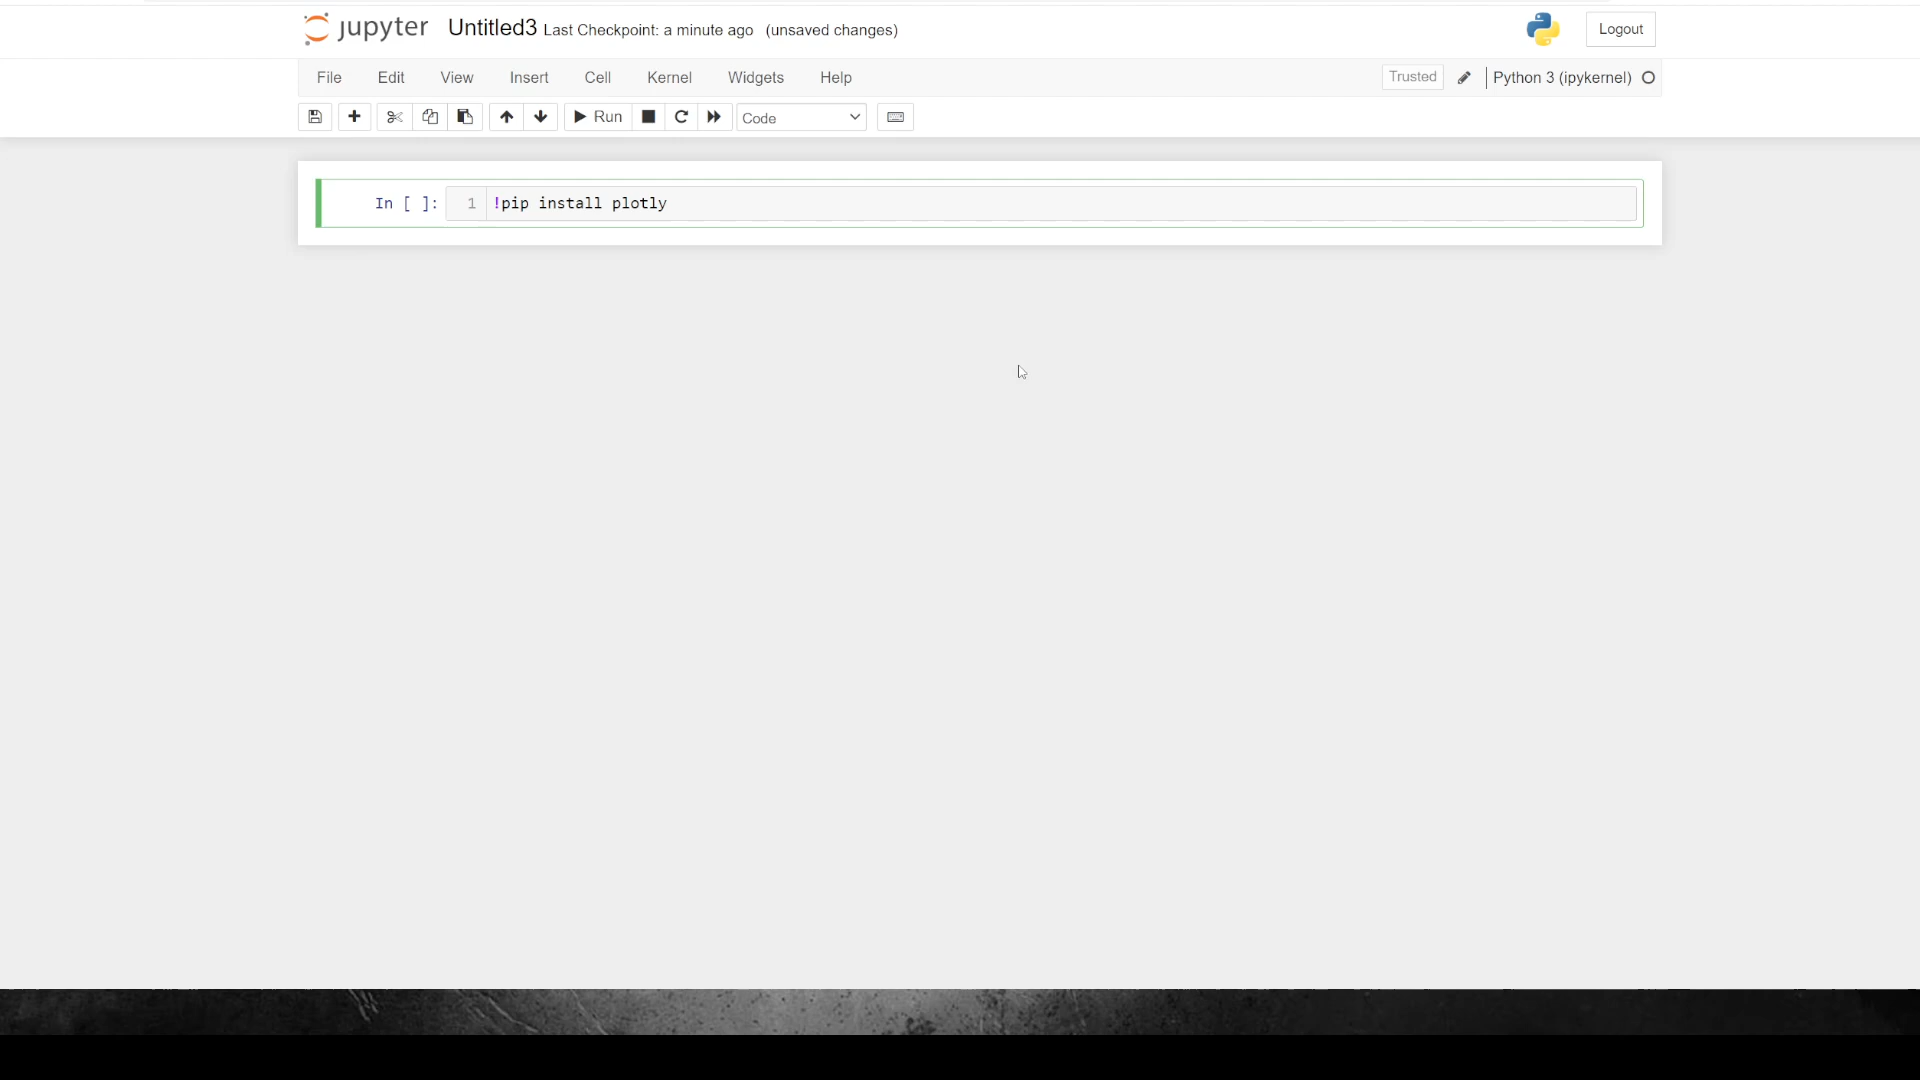 jupyter Untitled3 Last Checkpoint: a minute ago (unsaved changes) Logout
File Edit View Insert Cell Kernel Widgets Help Trusted Python 3 (ipykernel)
Run Code
In [ ]: 1 !pip install plotly